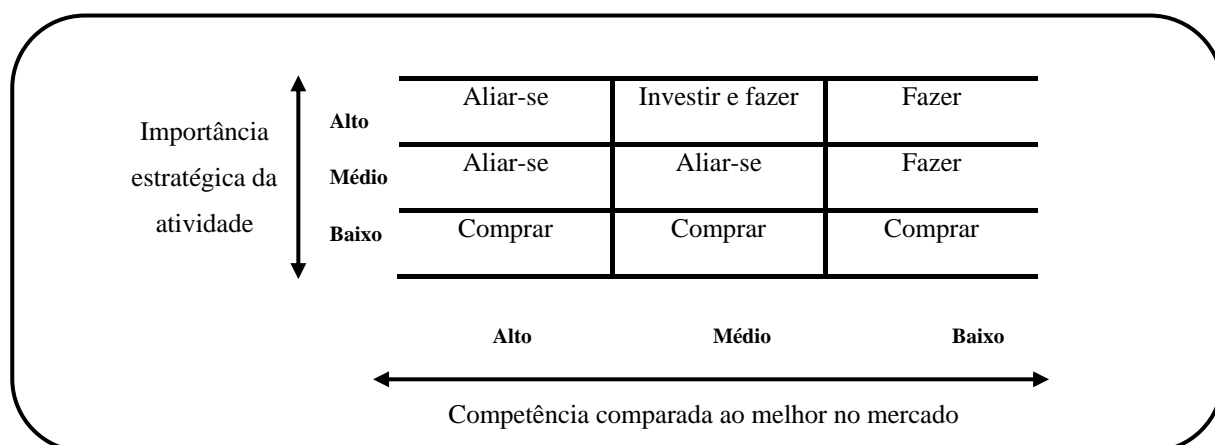 Importância
estratégica da
atividade
Alto
Médio
Baixo
Aliar-se
Investir e fazer
Fazer
Aliar-se
Aliar-se
Fazer
Comprar
Comprar
Comprar
Alto
Médio
Baixo
Competência comparada ao melhor no mercado